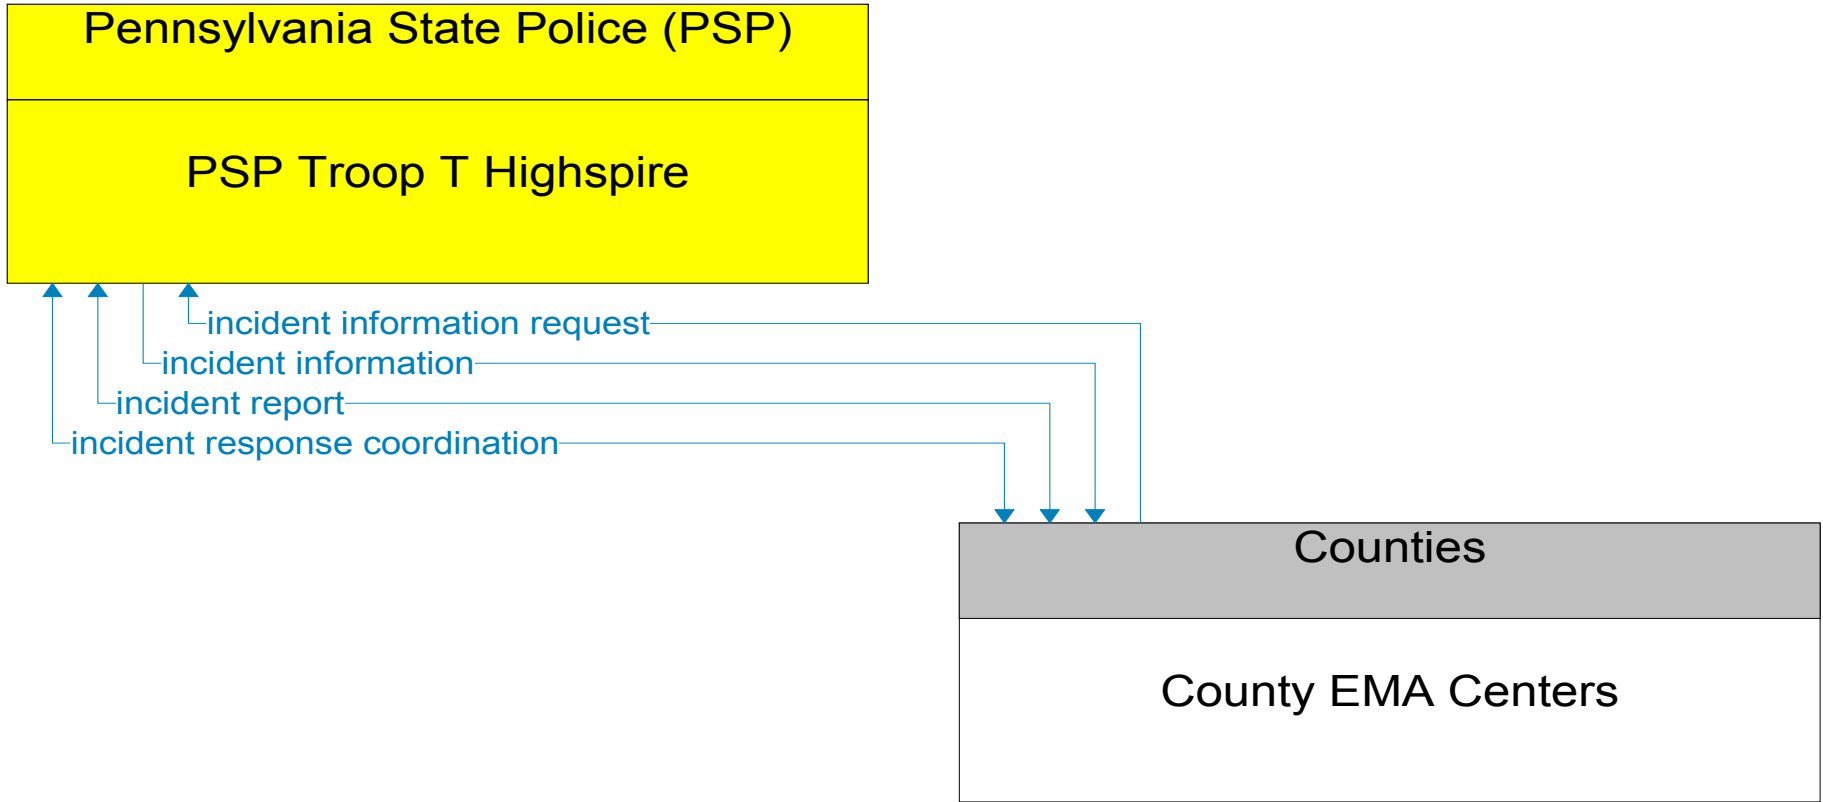 Pennsylvania State Police (PSP)
PSP Troop T Highspire
incident information request
incident information
incident report
incident response coordination
Counties
County EMA Centers